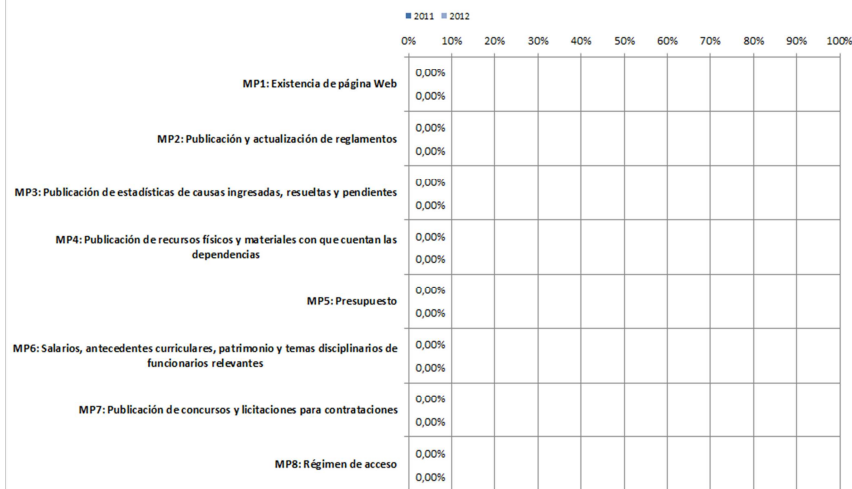 2011 2012
0% 10% 20% 30% 40% 50% 60% 70% 80% 90% 100%
0,00%
MP1: Existencia de página Web
0,00%
0,00%
MP2: Publicación y actualización de reglamentos
0,00%
0,00%
MP3: Publicación de estadísticas de causas ingresadas, resueltas y pendientes
0,00%
0,00%
MP4: Publicación de recursos físicos y materiales con que cuentan las
dependencias
0,00%
0,00%
MP5: Presupuesto
0,00%
0,00%
MP6: Salarios, antecedentes curriculares, patrimonio y temas disciplinarios de
funcionarios relevantes
0,00%
0,00%
MP7: Publicación de concursos y licitaciones para contrataciones
0,00%
0,00%
MP8: Régimen de acceso
0,00%